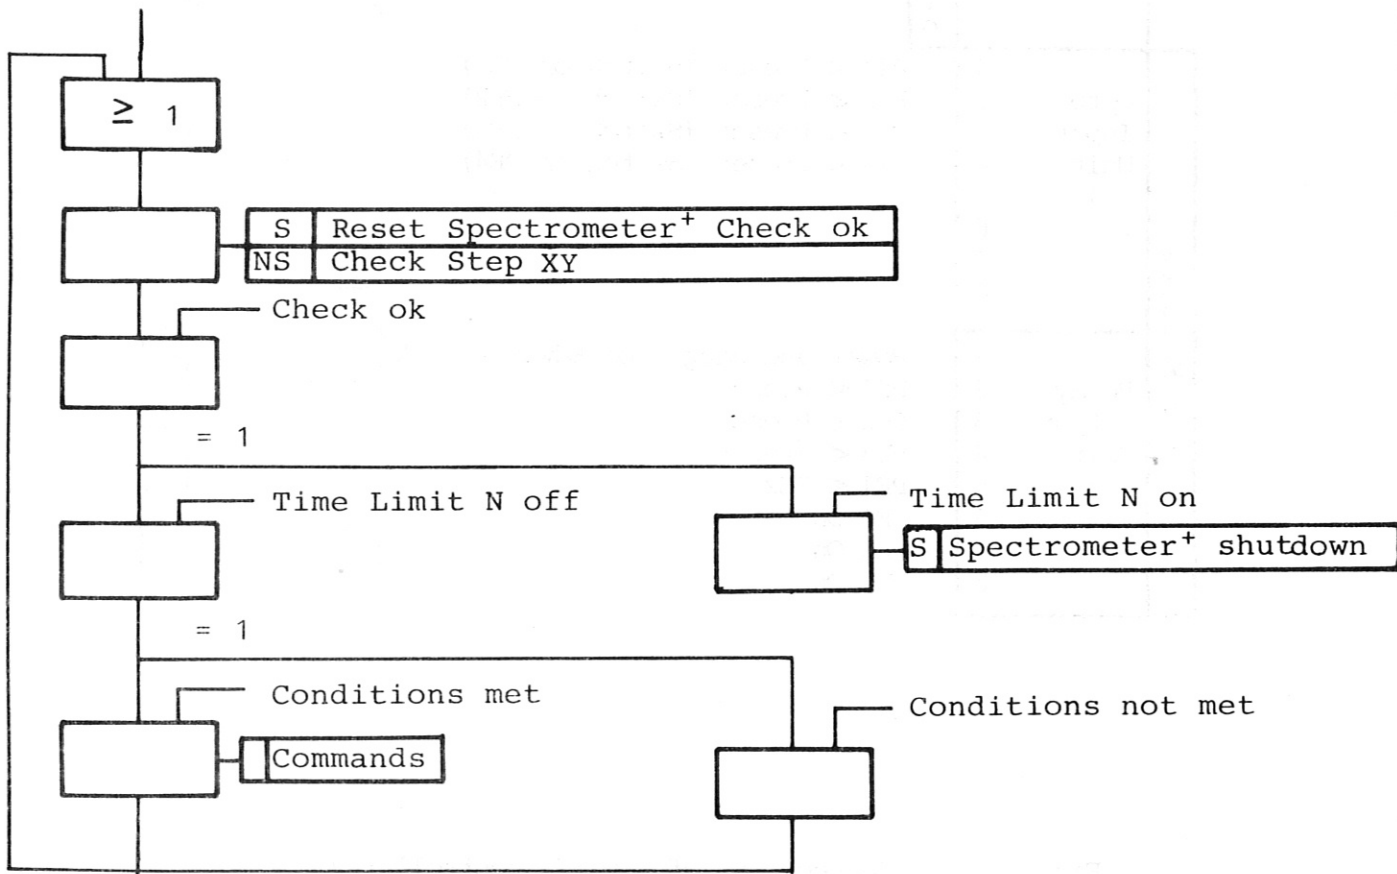 ≥ 1
S Reset Spectrometer⁺ Check ok
NS Check Step XY
Check ok
= 1
Time Limit N off
Time Limit N on
S Spectrometer⁺ shutdown
= 1
Conditions met
Conditions not met
Commands